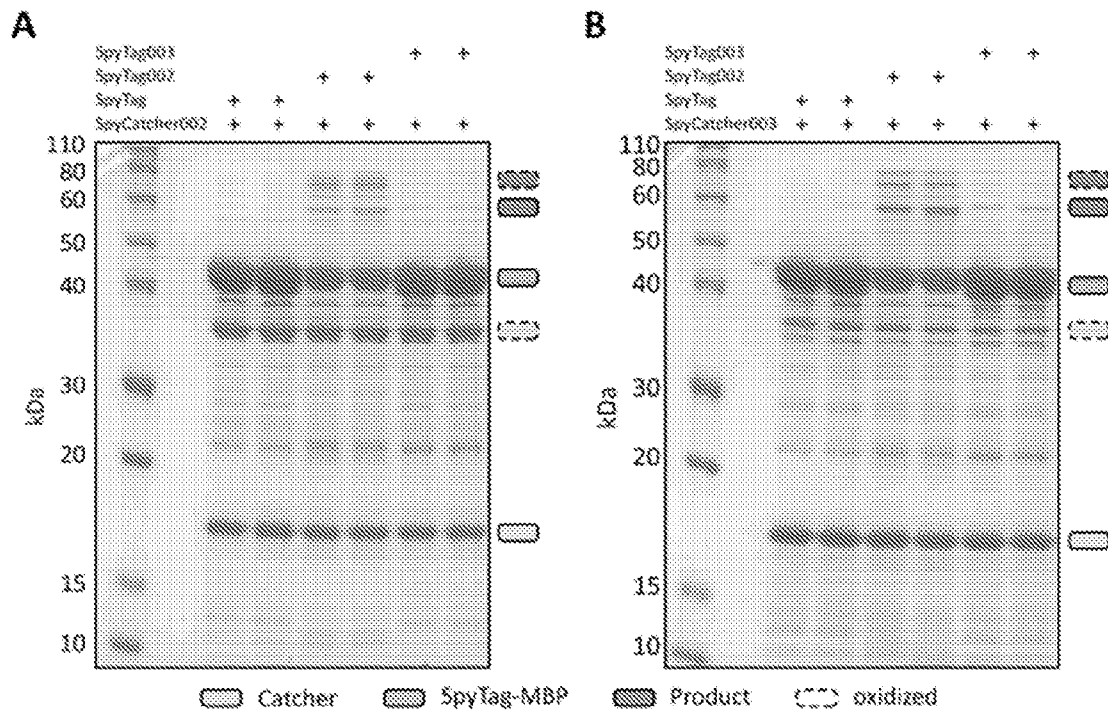 A
SpyTag003 + +
SpyTag002 + +
SpyTag + +
SpyCatcher002 + + + + + +
110
80
60
50
40
30
20
15
10
kDa
B
SpyTag003 + +
SpyTag002 + +
SpyTag + +
SpyCatcher003 + + + + + +
110
80
60
50
40
30
20
15
10
kDa
Catcher SpyTag-MBP Product oxidized